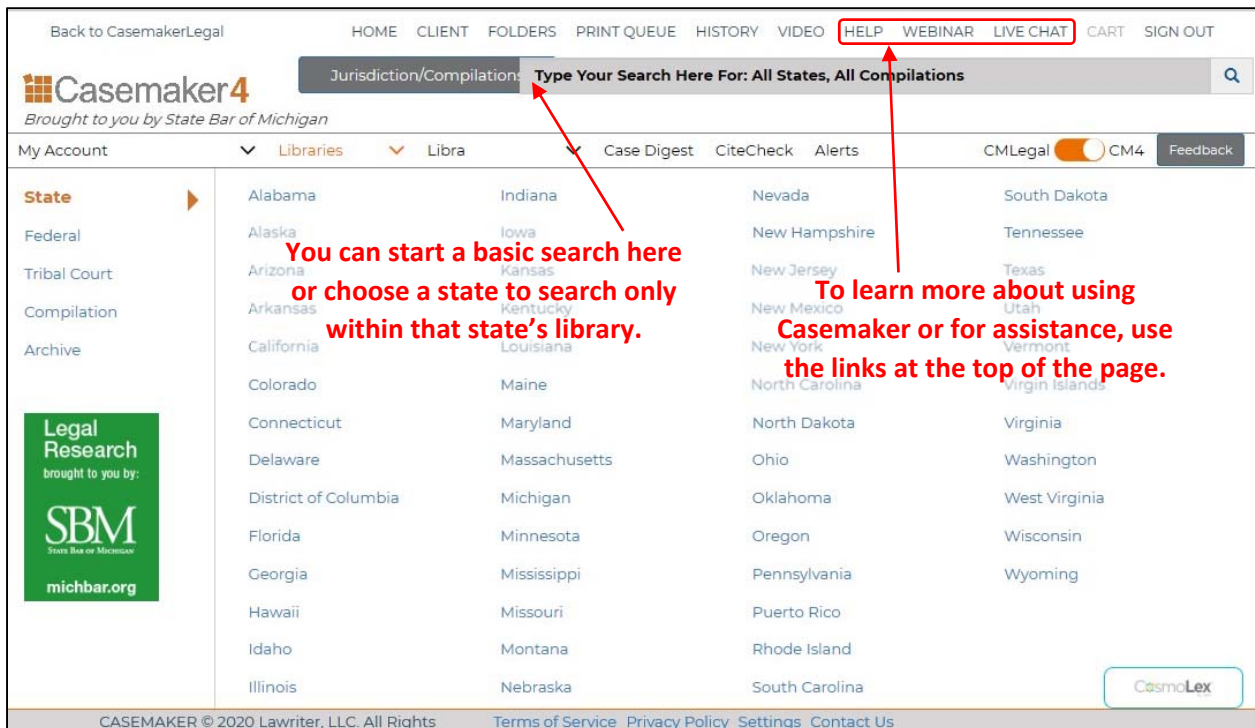 Back to CasemakerLegal HOME CLIENT FOLDERS PRINT QUEUE HISTORY VIDEO HELP WEBINAR LIVE CHAT CART SIGN OUT
Jurisdiction/Compilations Type Your Search Here For: All States, All Compilations
Casemaker4
Brought to you by State Bar of Michigan
My Account Libraries Libra Case Digest CiteCheck Alerts CMLegal CM4 Feedback
State
Federal
Tribal Court
Compilation
Archive
Legal
Research
brought to you by:
SBM
STATE BAR OF MICHIGAN
michbar.org
Alabama
Alaska
Arizona
Arkansas
California
Colorado
Connecticut
Delaware
District of Columbia
Florida
Georgia
Hawaii
Idaho
Illinois
Indiana
Iowa
Kansas
Kentucky
Louisiana
Maine
Maryland
Massachusetts
Michigan
Minnesota
Mississippi
Missouri
Montana
Nebraska
Nevada
New Hampshire
New Jersey
New Mexico
New York
North Carolina
North Dakota
Ohio
Oklahoma
Oregon
Pennsylvania
Puerto Rico
Rhode Island
South Carolina
South Dakota
Tennessee
Texas
Utah
Vermont
Virgin Islands
Virginia
Washington
West Virginia
Wisconsin
Wyoming
You can start a basic search here
or choose a state to search only
within that state’s library.
To learn more about using
Casemaker or for assistance, use
the links at the top of the page.
CosmoLex
CASEMAKER © 2020 Lawriter, LLC. All Rights Terms of Service Privacy Policy Settings Contact Us